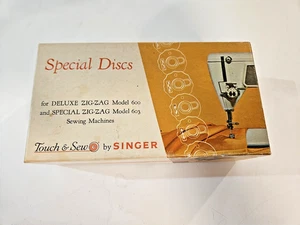 Special Discs
for DELUXE ZIG-ZAG Model 600
and SPECIAL ZIG-ZAG Model 603
Sewing Machines
Touch & Sew by SINGER